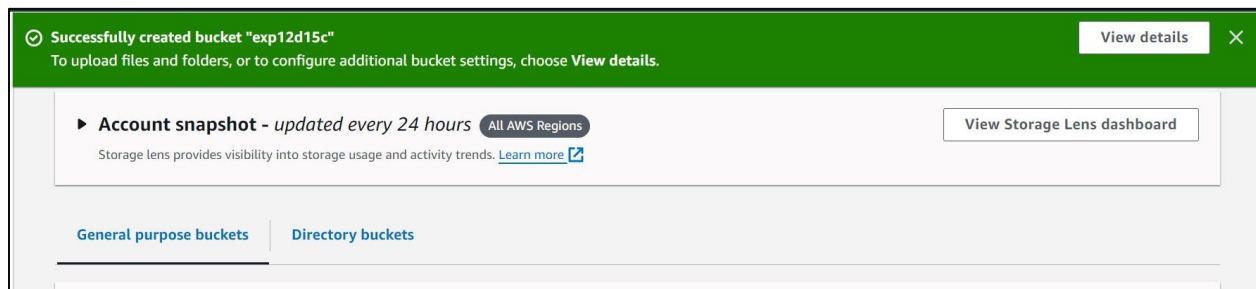 Successfully created bucket "exp12d15c"
View details
To upload files and folders, or to configure additional bucket settings, choose View details.
Account snapshot - updated every 24 hours All AWS Regions
View Storage Lens dashboard
Storage lens provides visibility into storage usage and activity trends. Learn more
General purpose buckets
Directory buckets